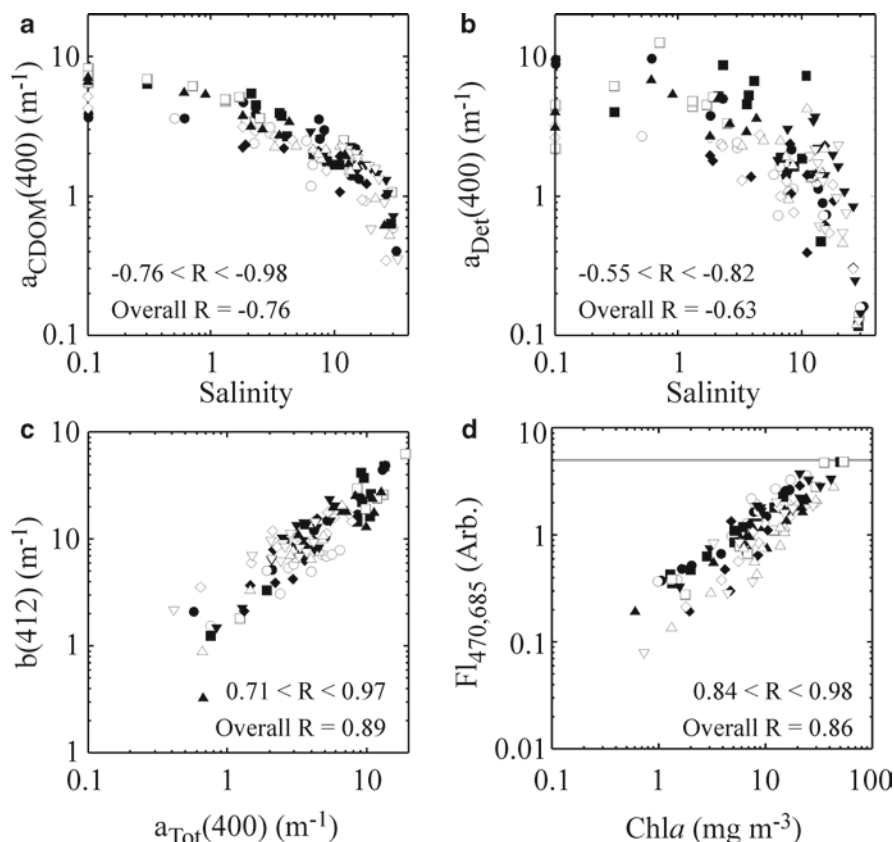 a
b
10
1
0.1
a_CDOM(400) (m⁻¹)
-0.76 < R < -0.98
Overall R = -0.76
0.1
1
10
Salinity
10
1
0.1
a_Det(400) (m⁻¹)
-0.55 < R < -0.82
Overall R = -0.63
0.1
1
10
Salinity
c
d
100
10
1
1
b(412) (m⁻¹)
0.71 < R < 0.97
Overall R = 0.89
0.1
1
10
a_Tot(400) (m⁻¹)
10
1
0.1
0.01
Fl_470,685 (Arb.)
0.84 < R < 0.98
Overall R = 0.86
0.1
1
10
100
Chla (mg m⁻³)